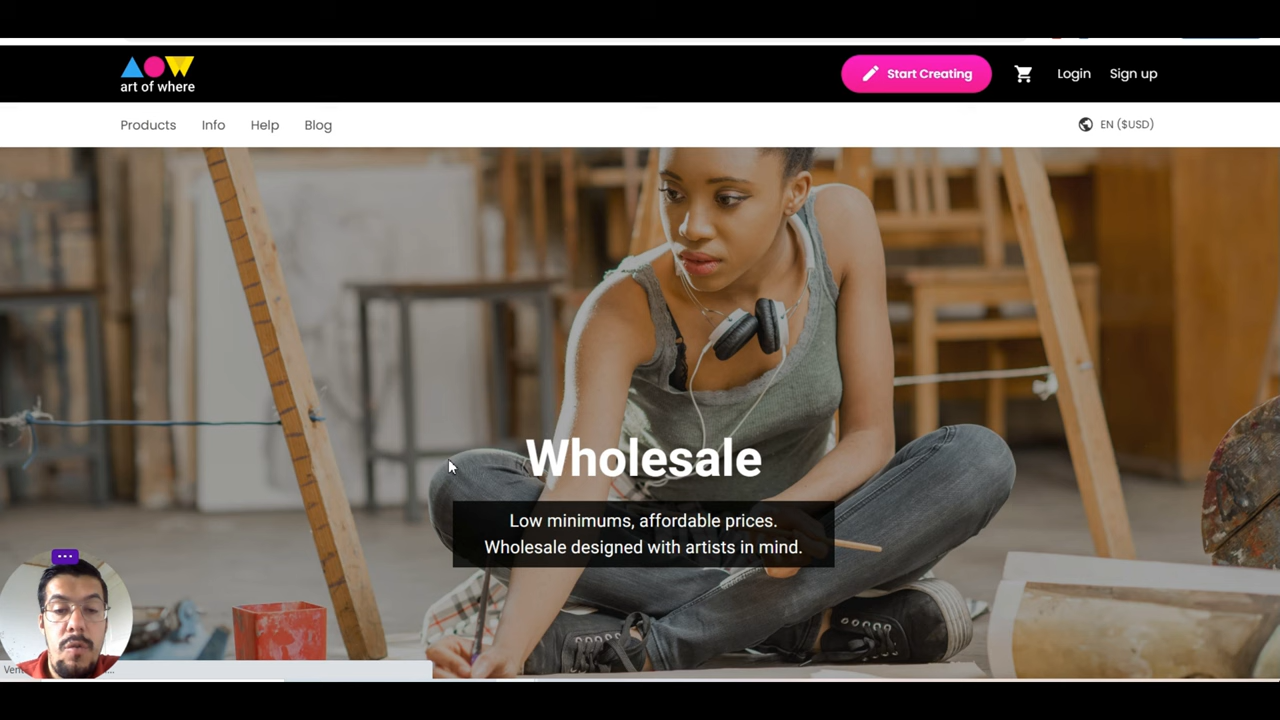 art of where
Start Creating
Login
Sign up
Products
Info
Help
Blog
EN ($USD)
Wholesale
Low minimums, affordable prices.
Wholesale designed with artists in mind.